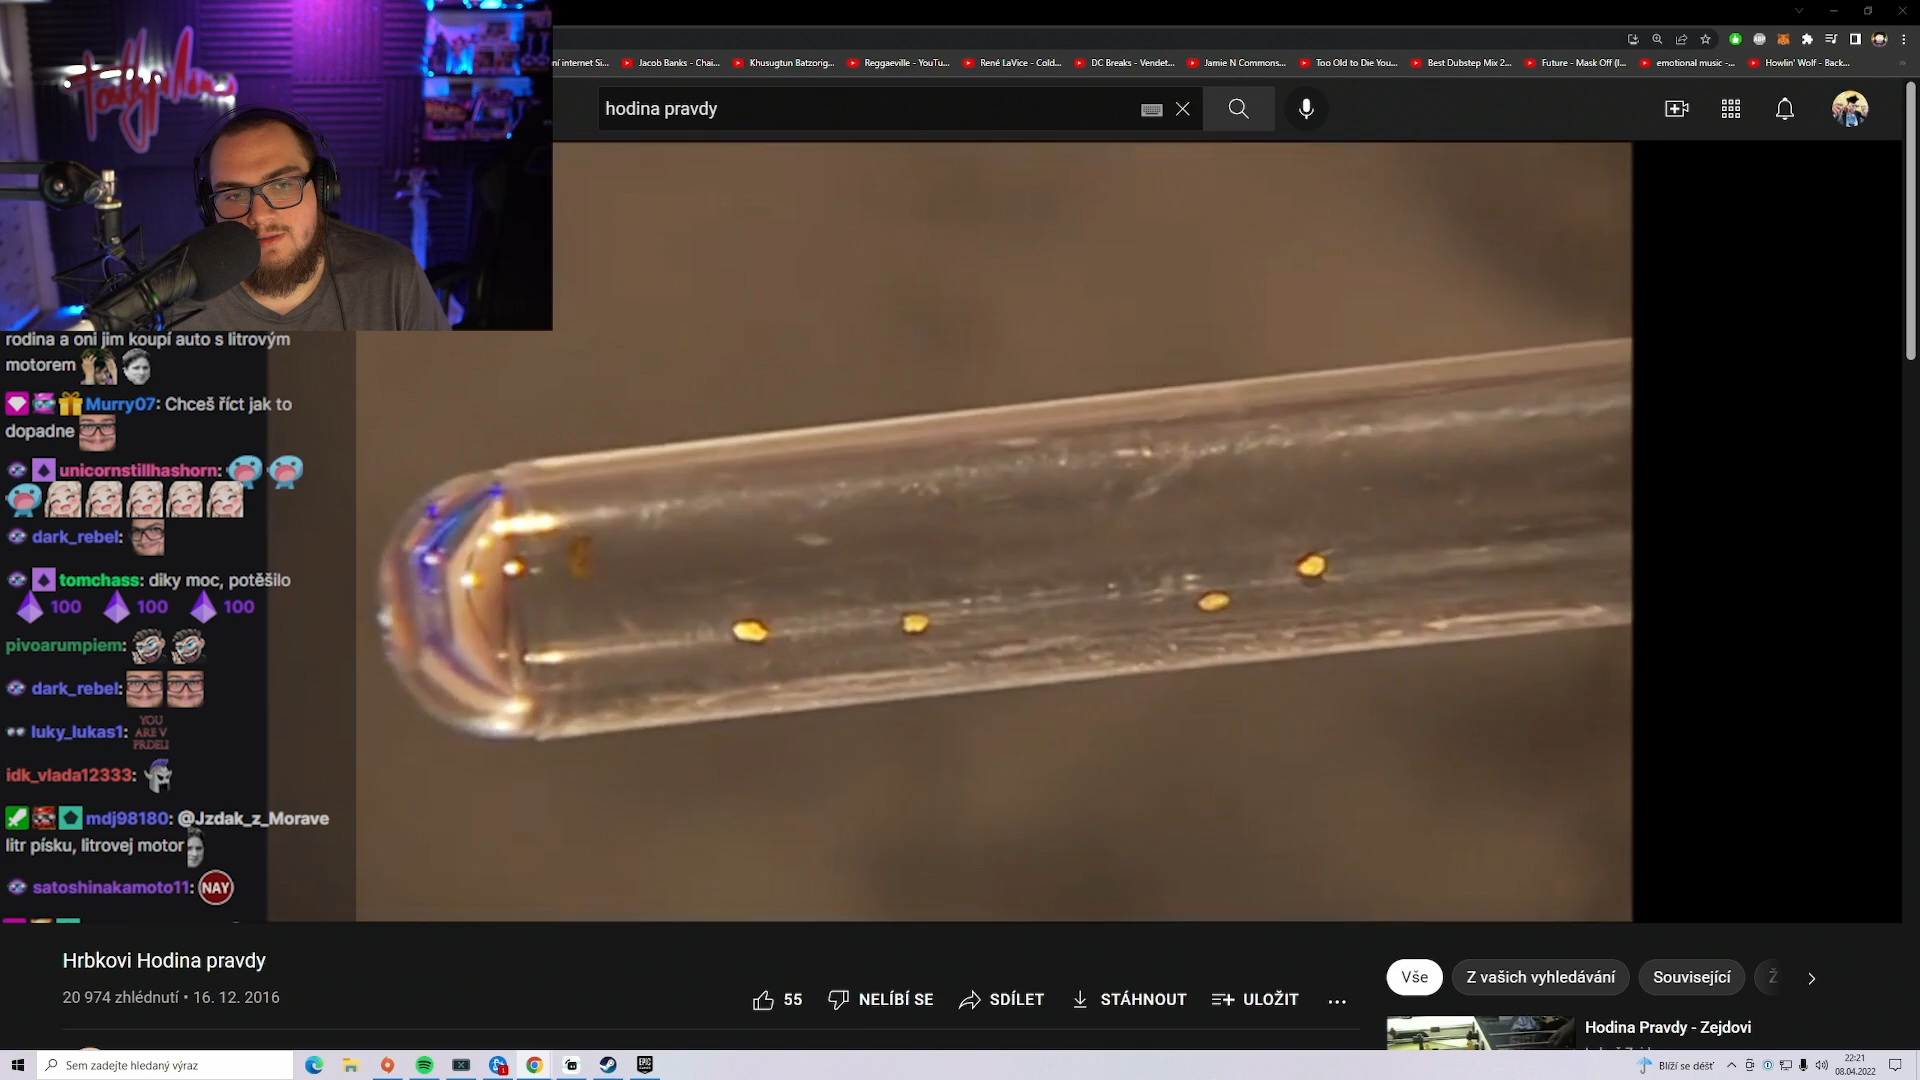 ní internet Si...
Jacob Banks - Chai...
Khusugtun Batzorig...
Reggaeville - YouTu...
René LaVice - Cold...
DC Breaks - Vendet...
Jamie N Commons...
Too Old to Die You...
Best Dubstep Mix 2...
Future - Mask Off (I...
emotional music -...
Howlin' Wolf - Back...
hodina pravdy
rodina a oni jim koupí auto s litrovým
motorem
Murry07: Chceš říct jak to
dopadne
unicornstillhashorn:
dark_rebel:
tomchass: diky moc, potěšilo
100 100 100
pivoarumpiem:
dark_rebel:
luky_lukas1: YOU
ARE V
PRDELI
idk_vlada12333:
mdj98180: @Jzdak_z_Morave
litr písku, litrovej motor
satoshinakamoto11: NAY
Hrbkovi Hodina pravdy
20 974 zhlédnutí • 16. 12. 2016
55
NELÍBÍ SE
SDÍLET
STÁHNOUT
ULOŽIT
Vše
Z vašich vyhledávání
Související
Hodina Pravdy - Zejdovi
Sem zadejte hledaný výraz
Blíží se déšť
22:21
08.04.2022